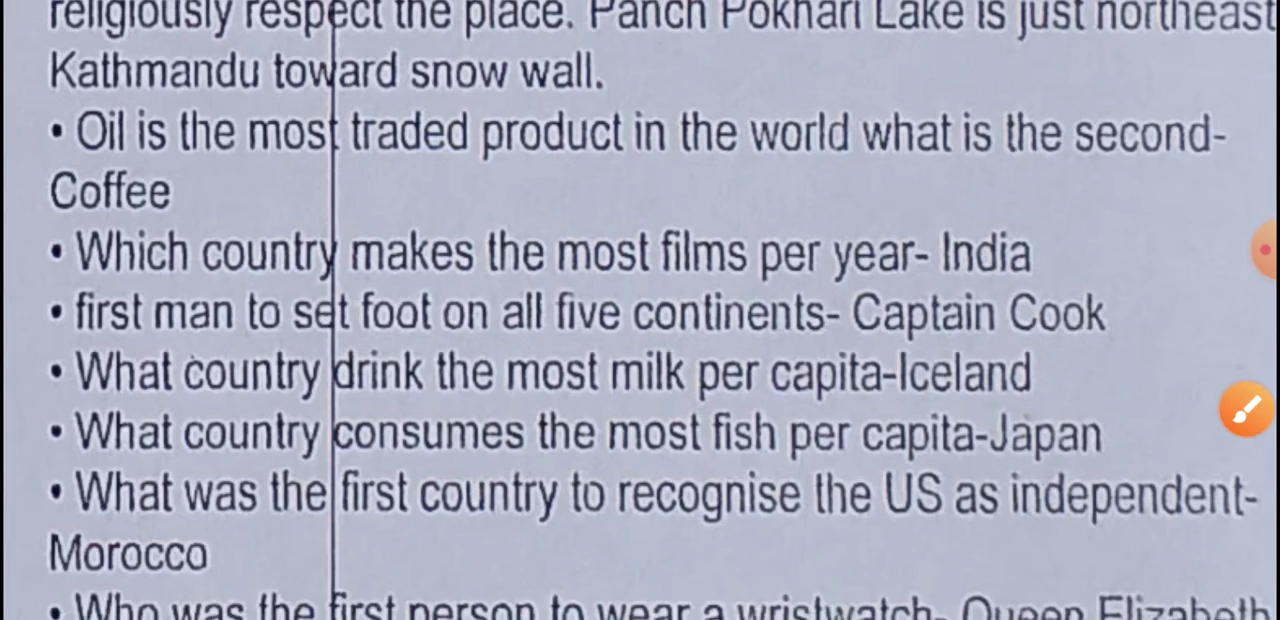 religiously respect the place. Panch Pokhari Lake is just northeast
Kathmandu toward snow wall.
• Oil is the most traded product in the world what is the second-
Coffee
• Which country makes the most films per year- India
• first man to set foot on all five continents- Captain Cook
• What country drink the most milk per capita-Iceland
• What country consumes the most fish per capita-Japan
• What was the first country to recognise the US as independent-
Morocco
• Who was the first person to wear a wristwatch- Queen Elizabeth